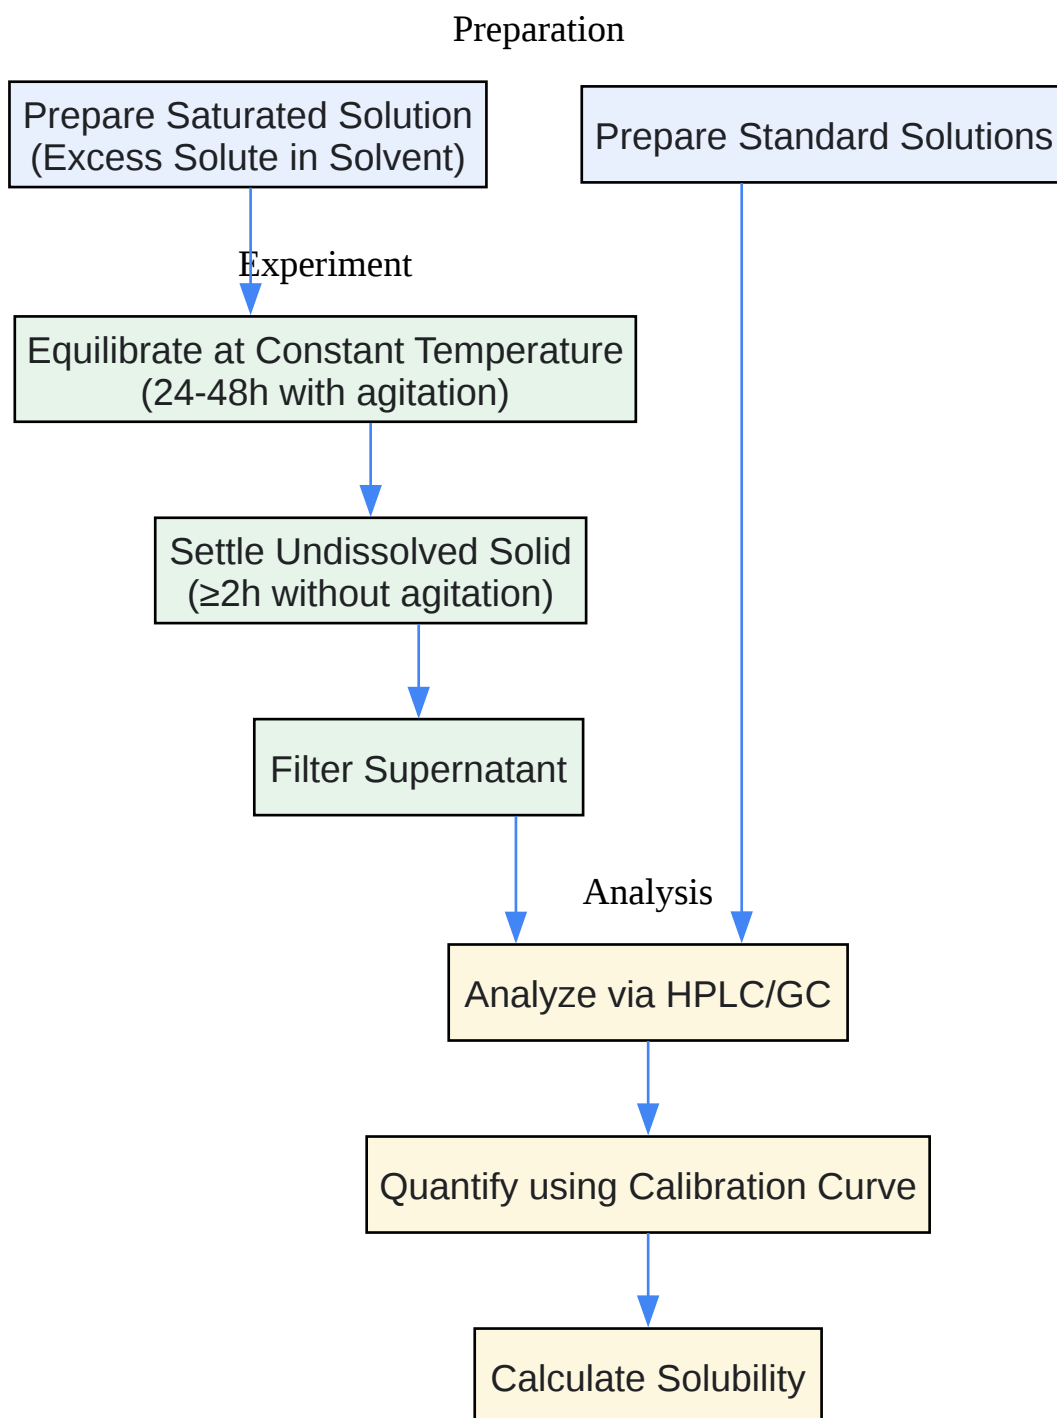 Preparation
Prepare Saturated Solution
(Excess Solute in Solvent)
Prepare Standard Solutions
Experiment
Equilibrate at Constant Temperature
(24-48h with agitation)
Settle Undissolved Solid
(≥2h without agitation)
Filter Supernatant
Analysis
Analyze via HPLC/GC
Quantify using Calibration Curve
Calculate Solubility